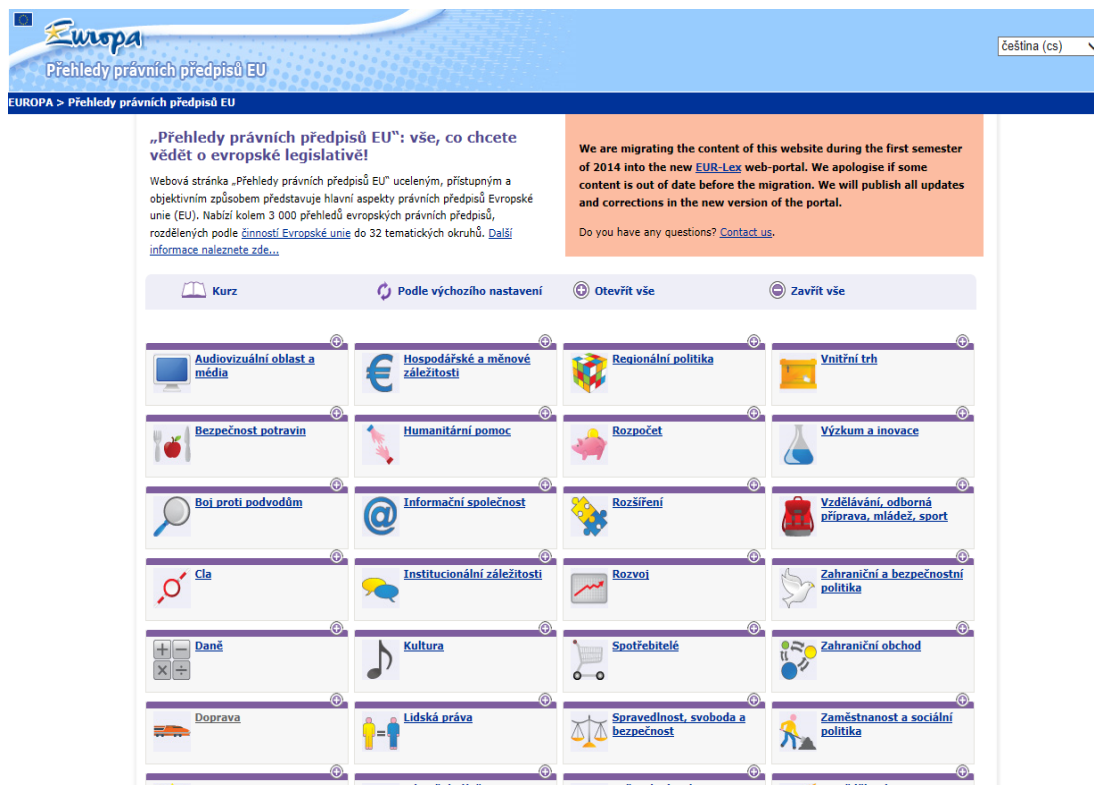 Europa
Přehledy právních předpisů EU
čeština (cs)
EUROPA > Přehledy právních předpisů EU
„Přehledy právních předpisů EU“: vše, co chcete
vědět o evropské legislativě!
Webová stránka „Přehledy právních předpisů EU“ uceleným, přístupným a
objektivním způsobem představuje hlavní aspekty právních předpisů Evropské
unie (EU). Nabízí kolem 3 000 přehledů evropských právních předpisů,
rozdělených podle činností Evropské unie do 32 tematických okruhů. Další
informace naleznete zde...
We are migrating the content of this website during the first semester
of 2014 into the new EUR-Lex web-portal. We apologise if some
content is out of date before the migration. We will publish all updates
and corrections in the new version of the portal.
Do you have any questions? Contact us.
Kurz
Podle výchozího nastavení
Otevřít vše
Zavřít vše
Audiovizuální oblast a
média
Hospodářské a měnové
záležitosti
Regionální politika
Vnitřní trh
Bezpečnost potravin
Humanitární pomoc
Rozpočet
Výzkum a inovace
Boj proti podvodům
Informační společnost
Rozšíření
Vzdělávání, odborná
příprava, mládež, sport
Cla
Institucionální záležitosti
Rozvoj
Zahraniční a bezpečnostní
politika
Daně
Kultura
Spotřebitelé
Zahraniční obchod
Doprava
Lidská práva
Spravedlnost, svoboda a
bezpečnost
Zaměstnanost a sociální
politika